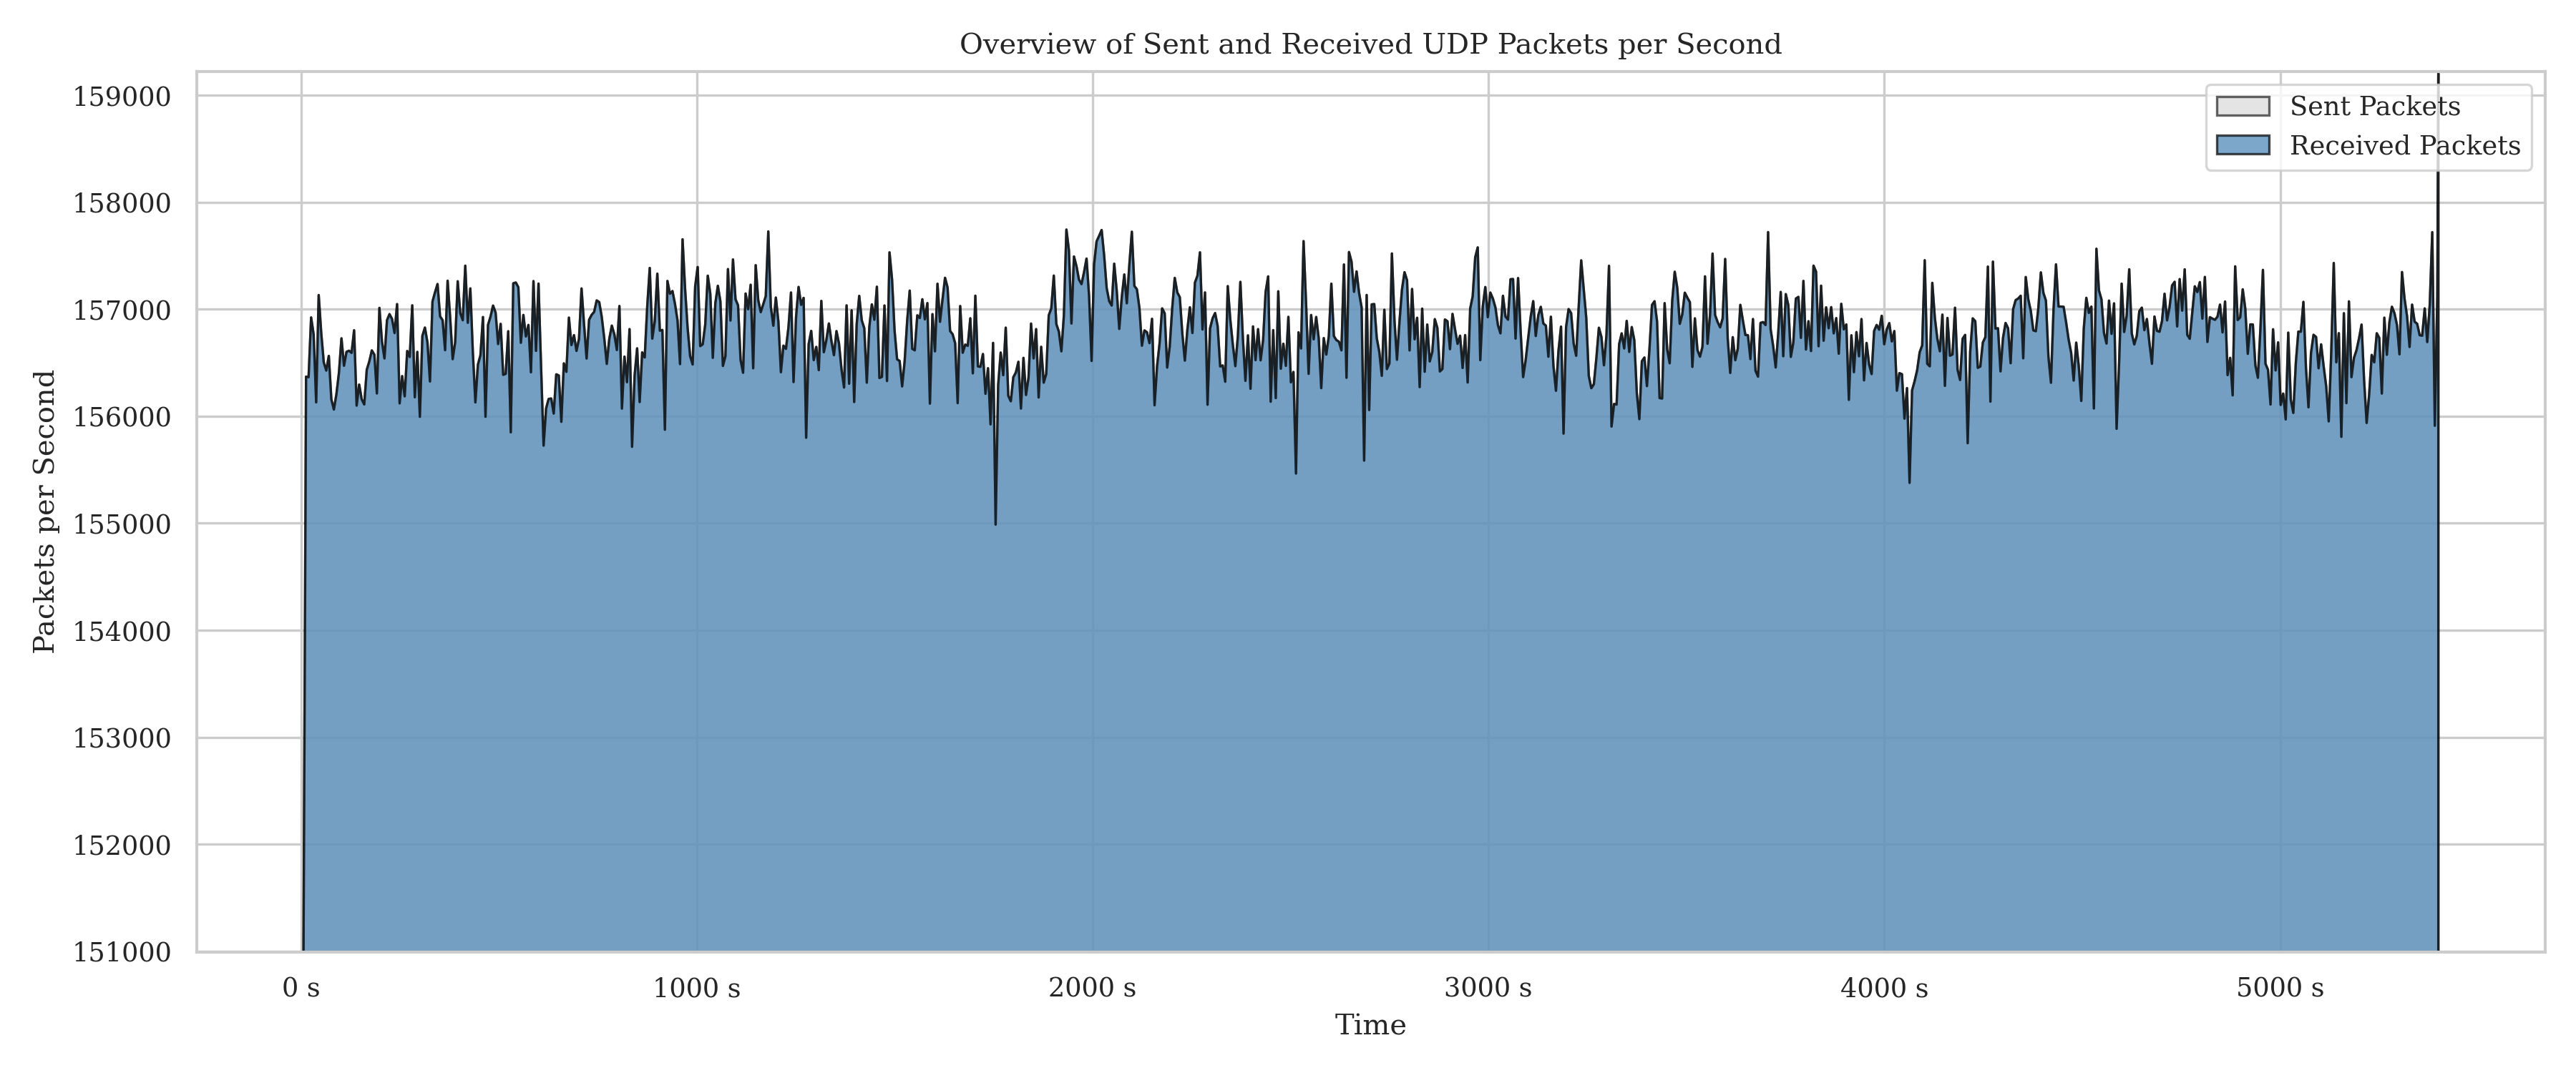 Overview of Sent and Received UDP Packets per Second
159000
158000
157000
156000
155000
154000
153000
152000
151000
Packets per Second
Sent Packets
Received Packets
0 s
1000 s
2000 s
3000 s
4000 s
5000 s
Time